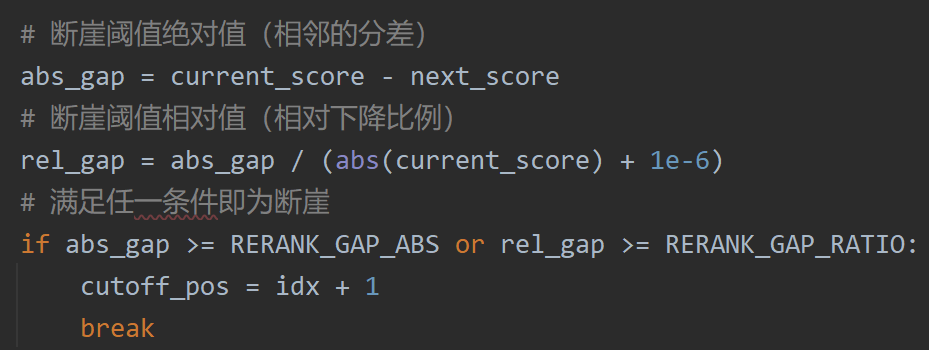 # 断崖阈值绝对值（相邻的分差）
abs_gap = current_score - next_score
# 断崖阈值相对值（相对下降比例）
rel_gap = abs_gap / (abs(current_score) + 1e-6)
# 满足任一条件即为断崖
if abs_gap >= RERANK_GAP_ABS or rel_gap >= RERANK_GAP_RATIO:
    cutoff_pos = idx + 1
    break